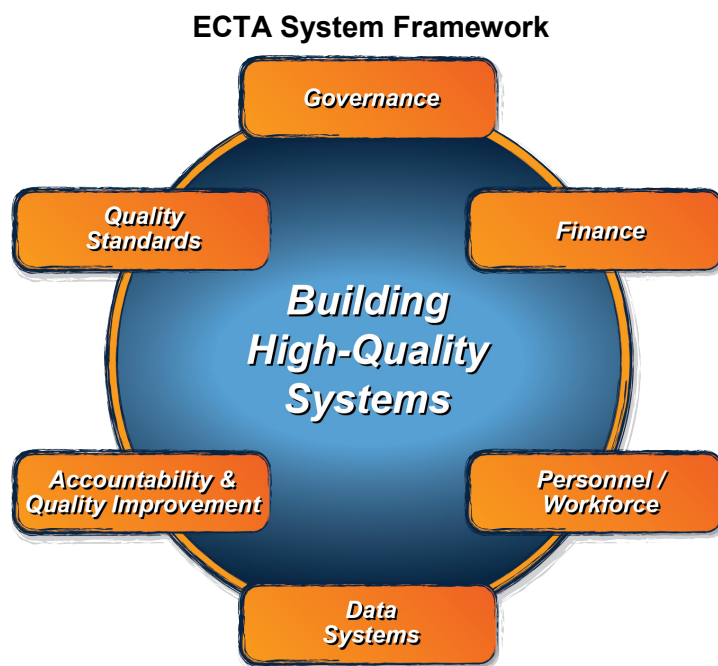 ECTA System Framework
Governance
Quality
Standards
Finance
Building
High-Quality
Systems
Accountability &
Quality Improvement
Personnel /
Workforce
Data
Systems